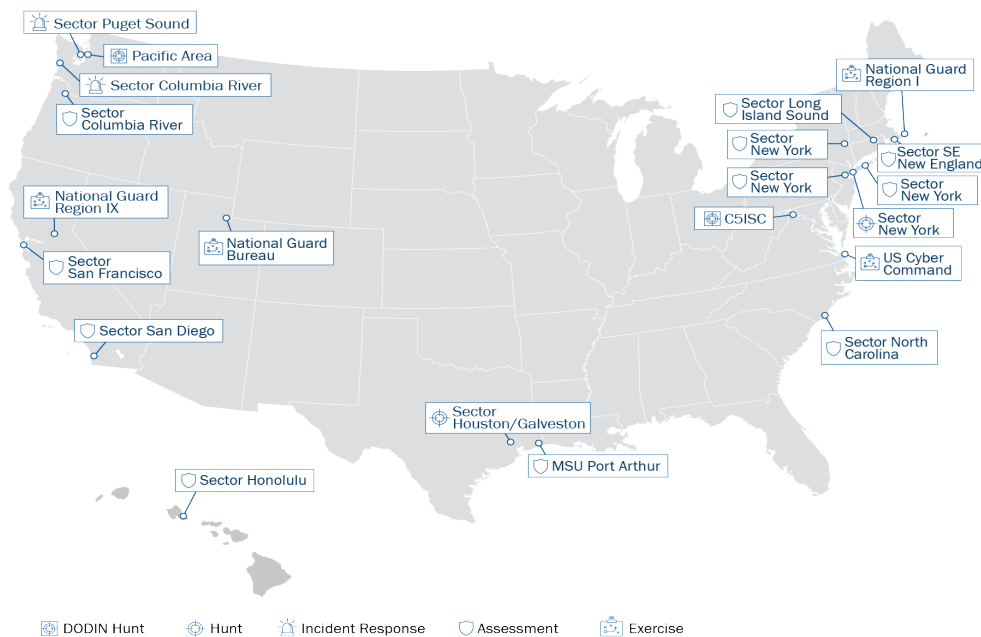 Sector Puget Sound
Pacific Area
Sector Columbia River
Sector
Columbia River
National Guard
Region IX
Sector
San Francisco
National Guard
Bureau
Sector San Diego
Sector Honolulu
Sector
Houston/Galveston
MSU Port Arthur
National Guard
Region I
Sector Long
Island Sound
Sector
New York
Sector SE
New England
Sector
New York
Sector
New York
C5ISC
Sector
New York
US Cyber
Command
Sector North
Carolina
DODIN Hunt
Hunt
Incident Response
Assessment
Exercise